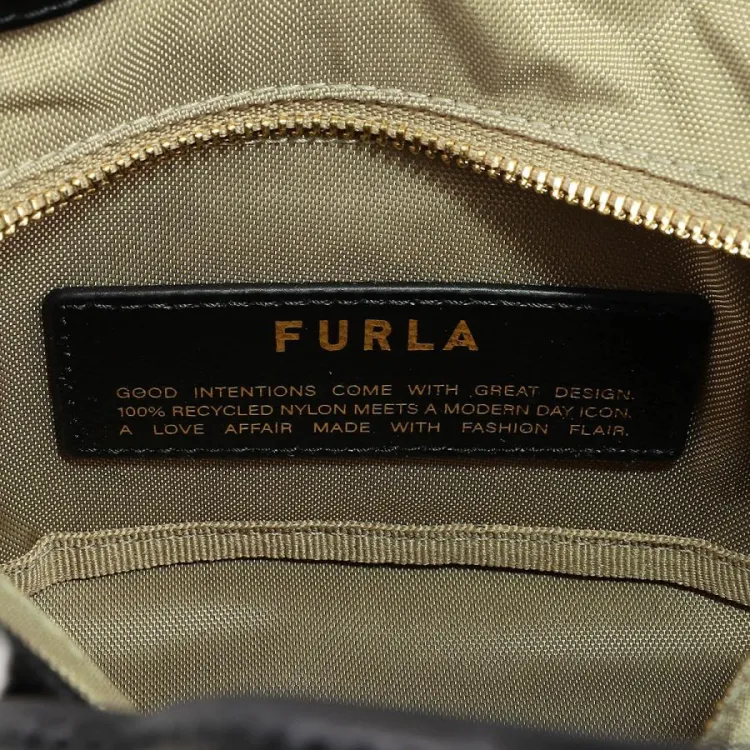 FURLA
GOOD INTENTIONS COME WITH GREAT DESIGN.
100% RECYCLED NYLON MEETS A MODERN DAY ICON.
A LOVE AFFAIR MADE WITH FASHION FLAIR.